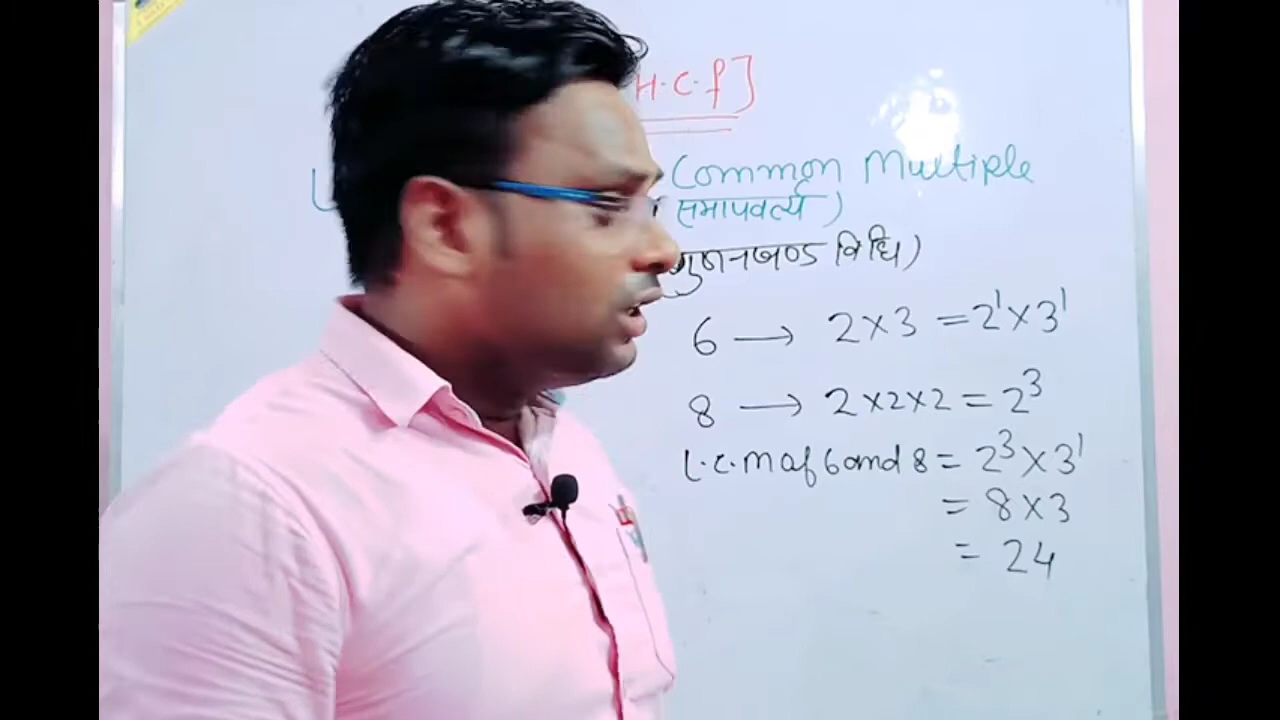 H.C.f]
Common Multiple
समापवर्त्य)
गुणनखण्ड विधि)
6 → 2×3 = 2¹×3¹
8 → 2×2×2 = 2³
L.C.M of 6 and 8 = 2³×3¹
= 8×3
= 24